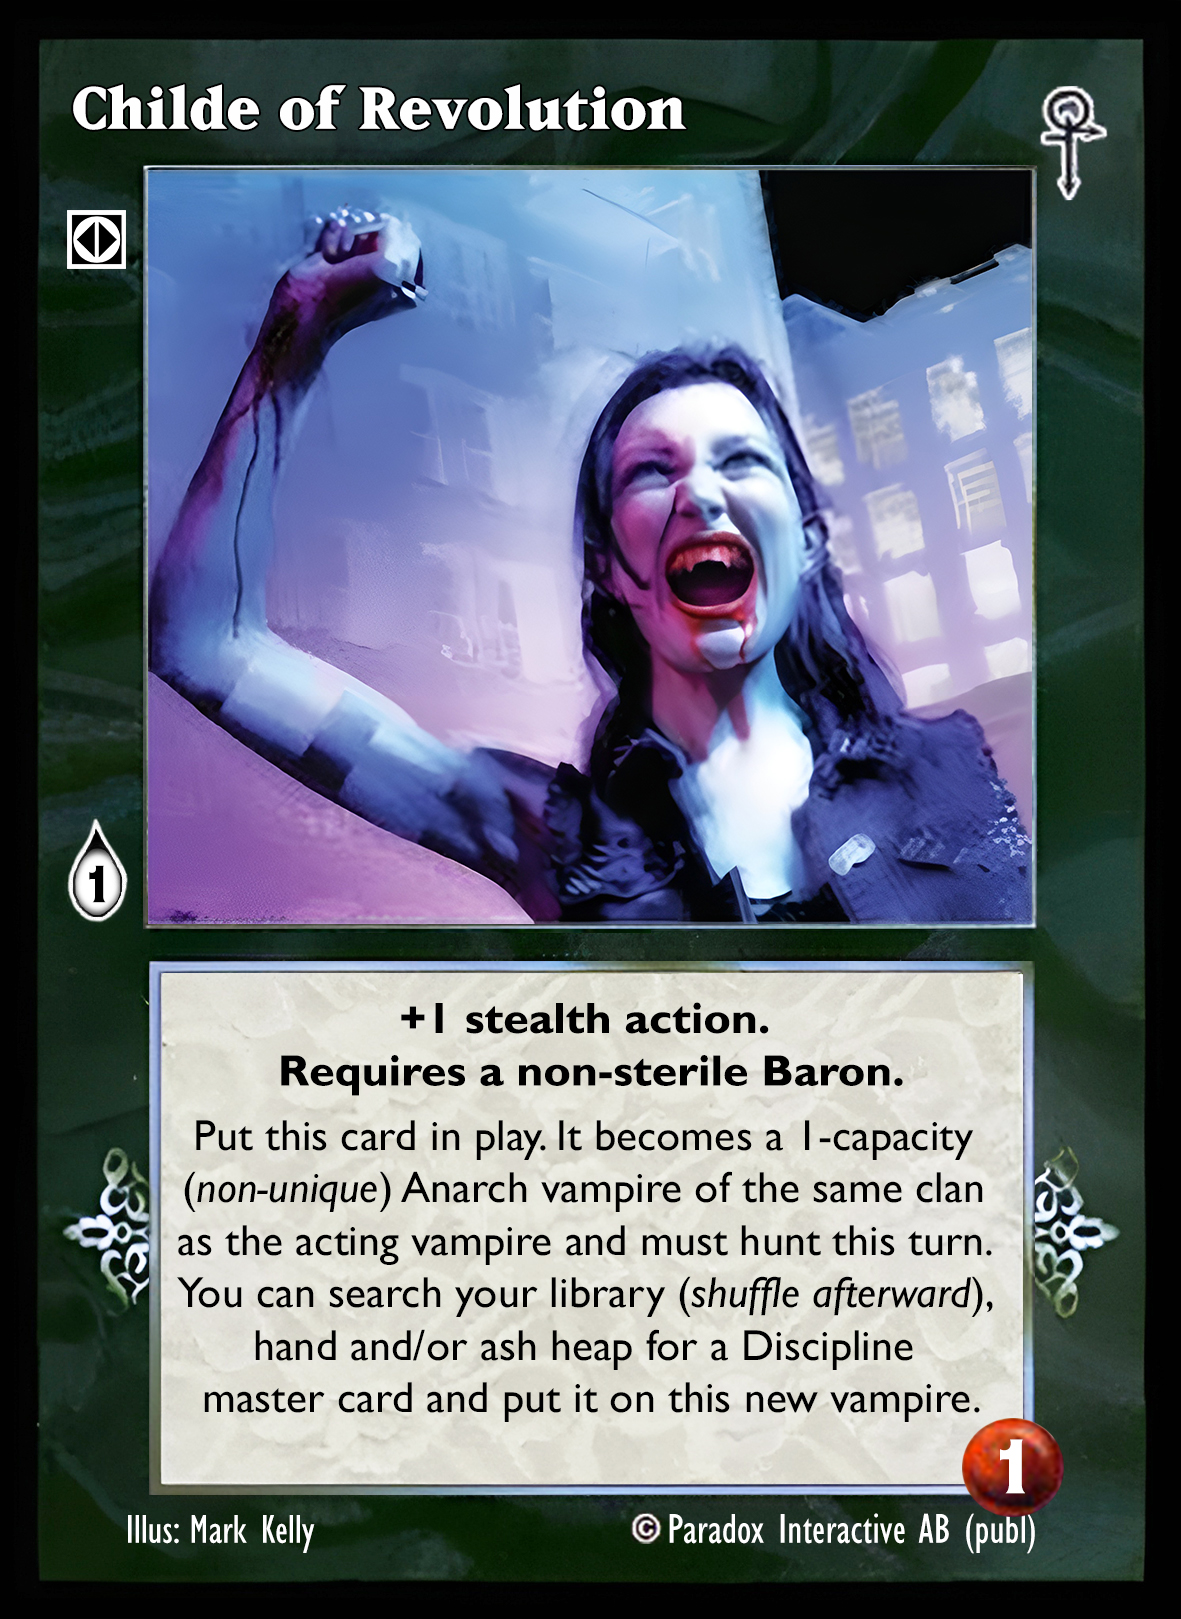 Childe of Revolution
1
+1 stealth action.
Requires a non-sterile Baron.
Put this card in play. It becomes a 1-capacity
(non-unique) Anarch vampire of the same clan
as the acting vampire and must hunt this turn.
You can search your library (shuffle afterward),
hand and/or ash heap for a Discipline
master card and put it on this new vampire.
1
Illus: Mark Kelly
© Paradox Interactive AB (publ)